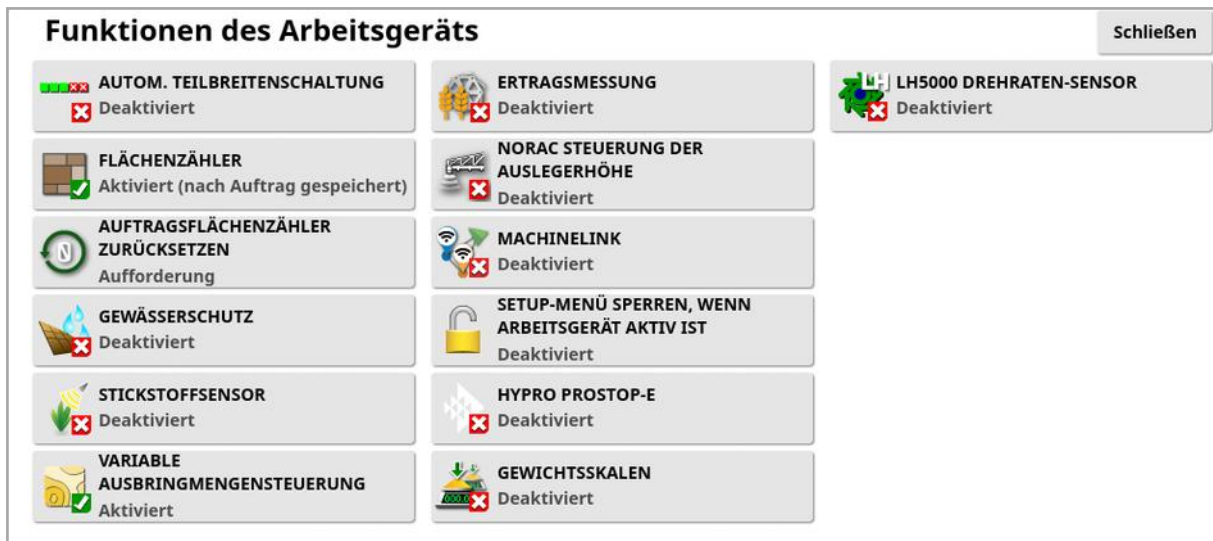 Funktionen des Arbeitsgeräts
Schließen
AUTOM. TEILBREITENSCHALTUNG
Deaktiviert
FLÄCHENZÄHLER
Aktiviert (nach Auftrag gespeichert)
AUFTRAGSFLÄCHENZÄHLER
ZURÜCKSETZEN
Aufforderung
GEWÄSSERSCHUTZ
Deaktiviert
STICKSTOFFSENSOR
Deaktiviert
VARIABLE
AUSBRINGMENGENSTEUERUNG
Aktiviert
ERTRAGSMESSUNG
Deaktiviert
NORAC STEUERUNG DER
AUSLEGERHÖHE
Deaktiviert
MACHINELINK
Deaktiviert
SETUP-MENÜ SPERREN, WENN
ARBEITSGERÄT AKTIV IST
Deaktiviert
HYPRO PROSTOP-E
Deaktiviert
GEWICHTSSKALEN
Deaktiviert
LH
LH5000 DREHRATEN-SENSOR
Deaktiviert